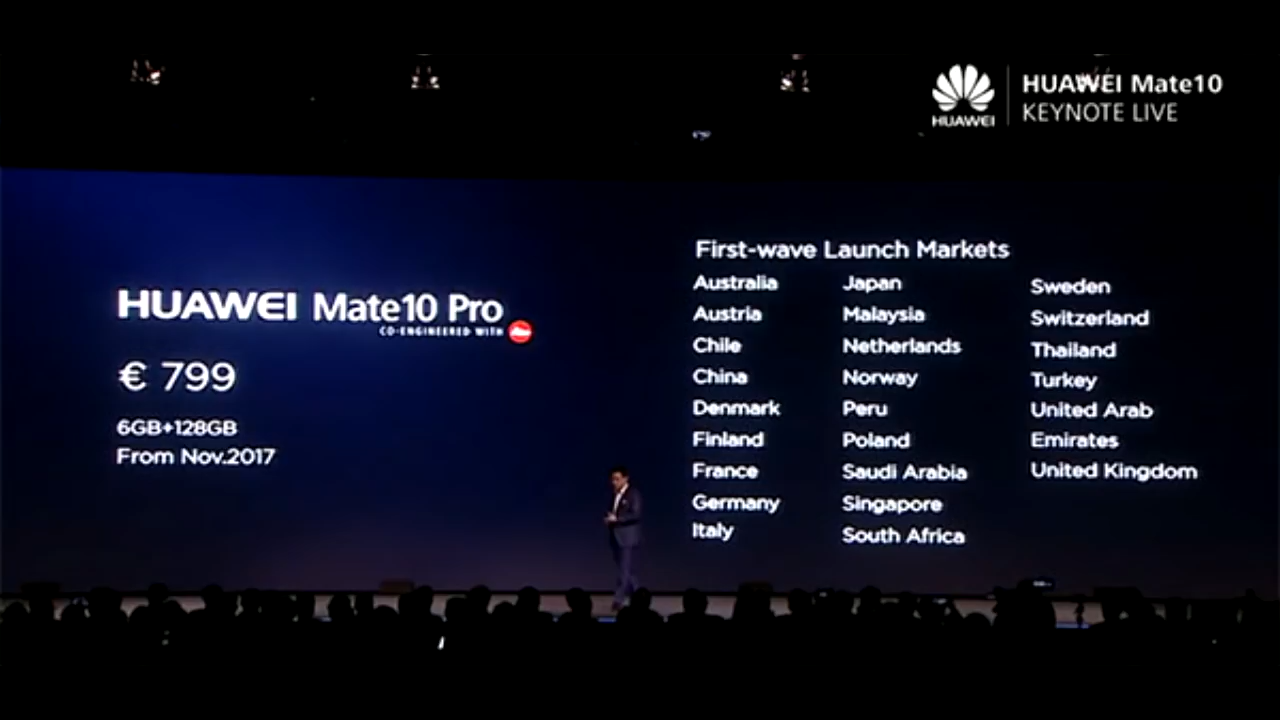 HUAWEI
HUAWEI Mate10
KEYNOTE LIVE
HUAWEI Mate10 Pro
CO-ENGINEERED WITH
€ 799
6GB+128GB
From Nov.2017
First-wave Launch Markets
Australia
Austria
Chile
China
Denmark
Finland
France
Germany
Italy
Japan
Malaysia
Netherlands
Norway
Peru
Poland
Saudi Arabia
Singapore
South Africa
Sweden
Switzerland
Thailand
Turkey
United Arab
Emirates
United Kingdom